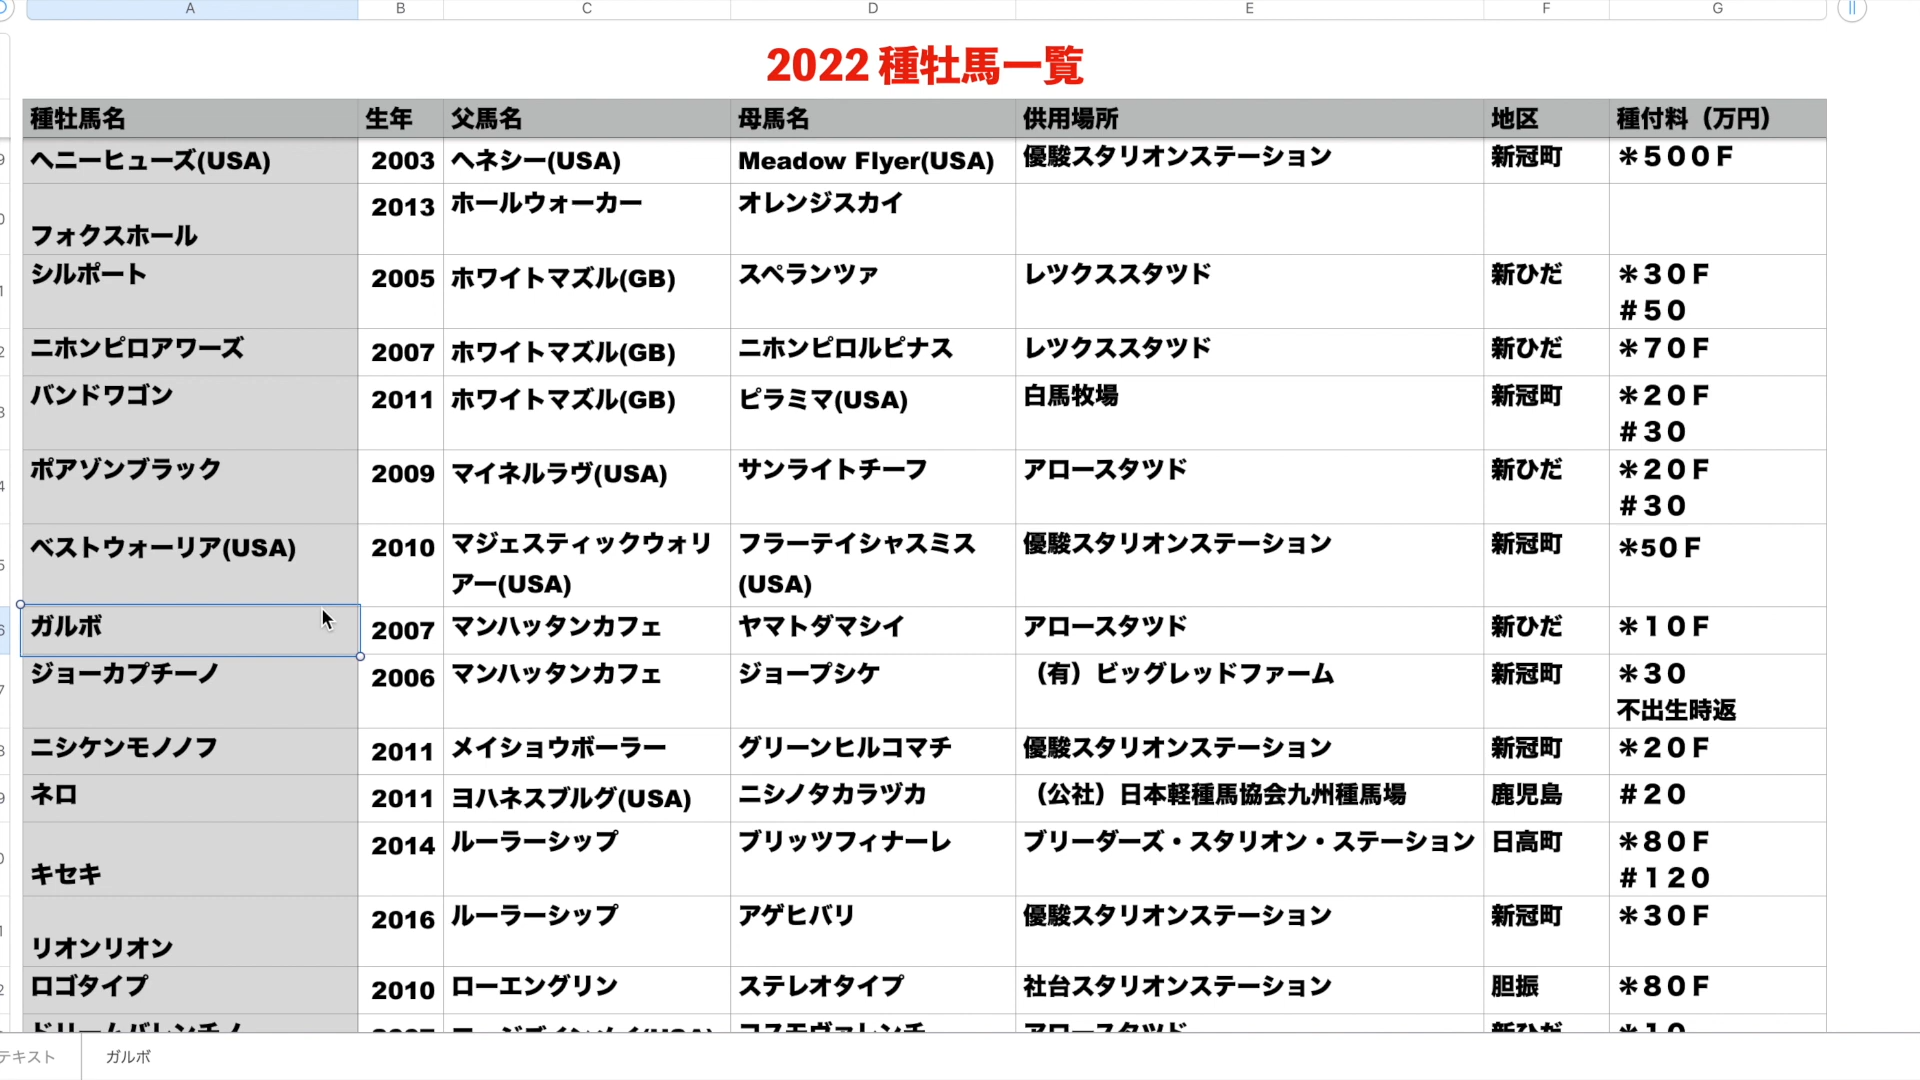 A B C D E F G
2022 種牡馬一覧
種牡馬名 生年 父馬名 母馬名 供用場所 地区 種付料（万円）
ヘニーヒューズ(USA) 2003 ヘネシー(USA) Meadow Flyer(USA) 優駿スタリオンステーション 新冠町 ＊５００Ｆ
フォクスホール 2013 ホールウォーカー オレンジスカイ
シルポート 2005 ホワイトマズル(GB) スペランツァ レツクススタツド 新ひだ ＊３０Ｆ
＃５０
ニホンピロアワーズ 2007 ホワイトマズル(GB) ニホンピロルピナス レツクススタツド 新ひだ ＊７０Ｆ
バンドワゴン 2011 ホワイトマズル(GB) ピラミマ(USA) 白馬牧場 新冠町 ＊２０Ｆ
＃３０
ポアゾンブラック 2009 マイネルラヴ(USA) サンライトチーフ アロースタツド 新ひだ ＊２０Ｆ
＃３０
ベストウォーリア(USA) 2010 マジェスティックウォリ フラーテイシャスミス 優駿スタリオンステーション 新冠町 ＊50Ｆ
アー(USA) (USA)
ガルボ 2007 マンハッタンカフェ ヤマトダマシイ アロースタツド 新ひだ ＊１０Ｆ
ジョーカプチーノ 2006 マンハッタンカフェ ジョープシケ （有）ビッグレッドファーム 新冠町 ＊３０
不出生時返
ニシケンモノノフ 2011 メイショウボーラー グリーンヒルコマチ 優駿スタリオンステーション 新冠町 ＊２０Ｆ
ネロ 2011 ヨハネスブルグ(USA) ニシノタカラヅカ （公社）日本軽種馬協会九州種馬場 鹿児島 ＃２０
キセキ 2014 ルーラーシップ ブリッツフィナーレ ブリーダーズ・スタリオン・ステーション 日高町 ＊８０Ｆ
＃１２０
リオンリオン 2016 ルーラーシップ アゲヒバリ 優駿スタリオンステーション 新冠町 ＊３０Ｆ
ロゴタイプ 2010 ローエングリン ステレオタイプ 社台スタリオンステーション 胆振 ＊８０Ｆ
テキスト ガルボ